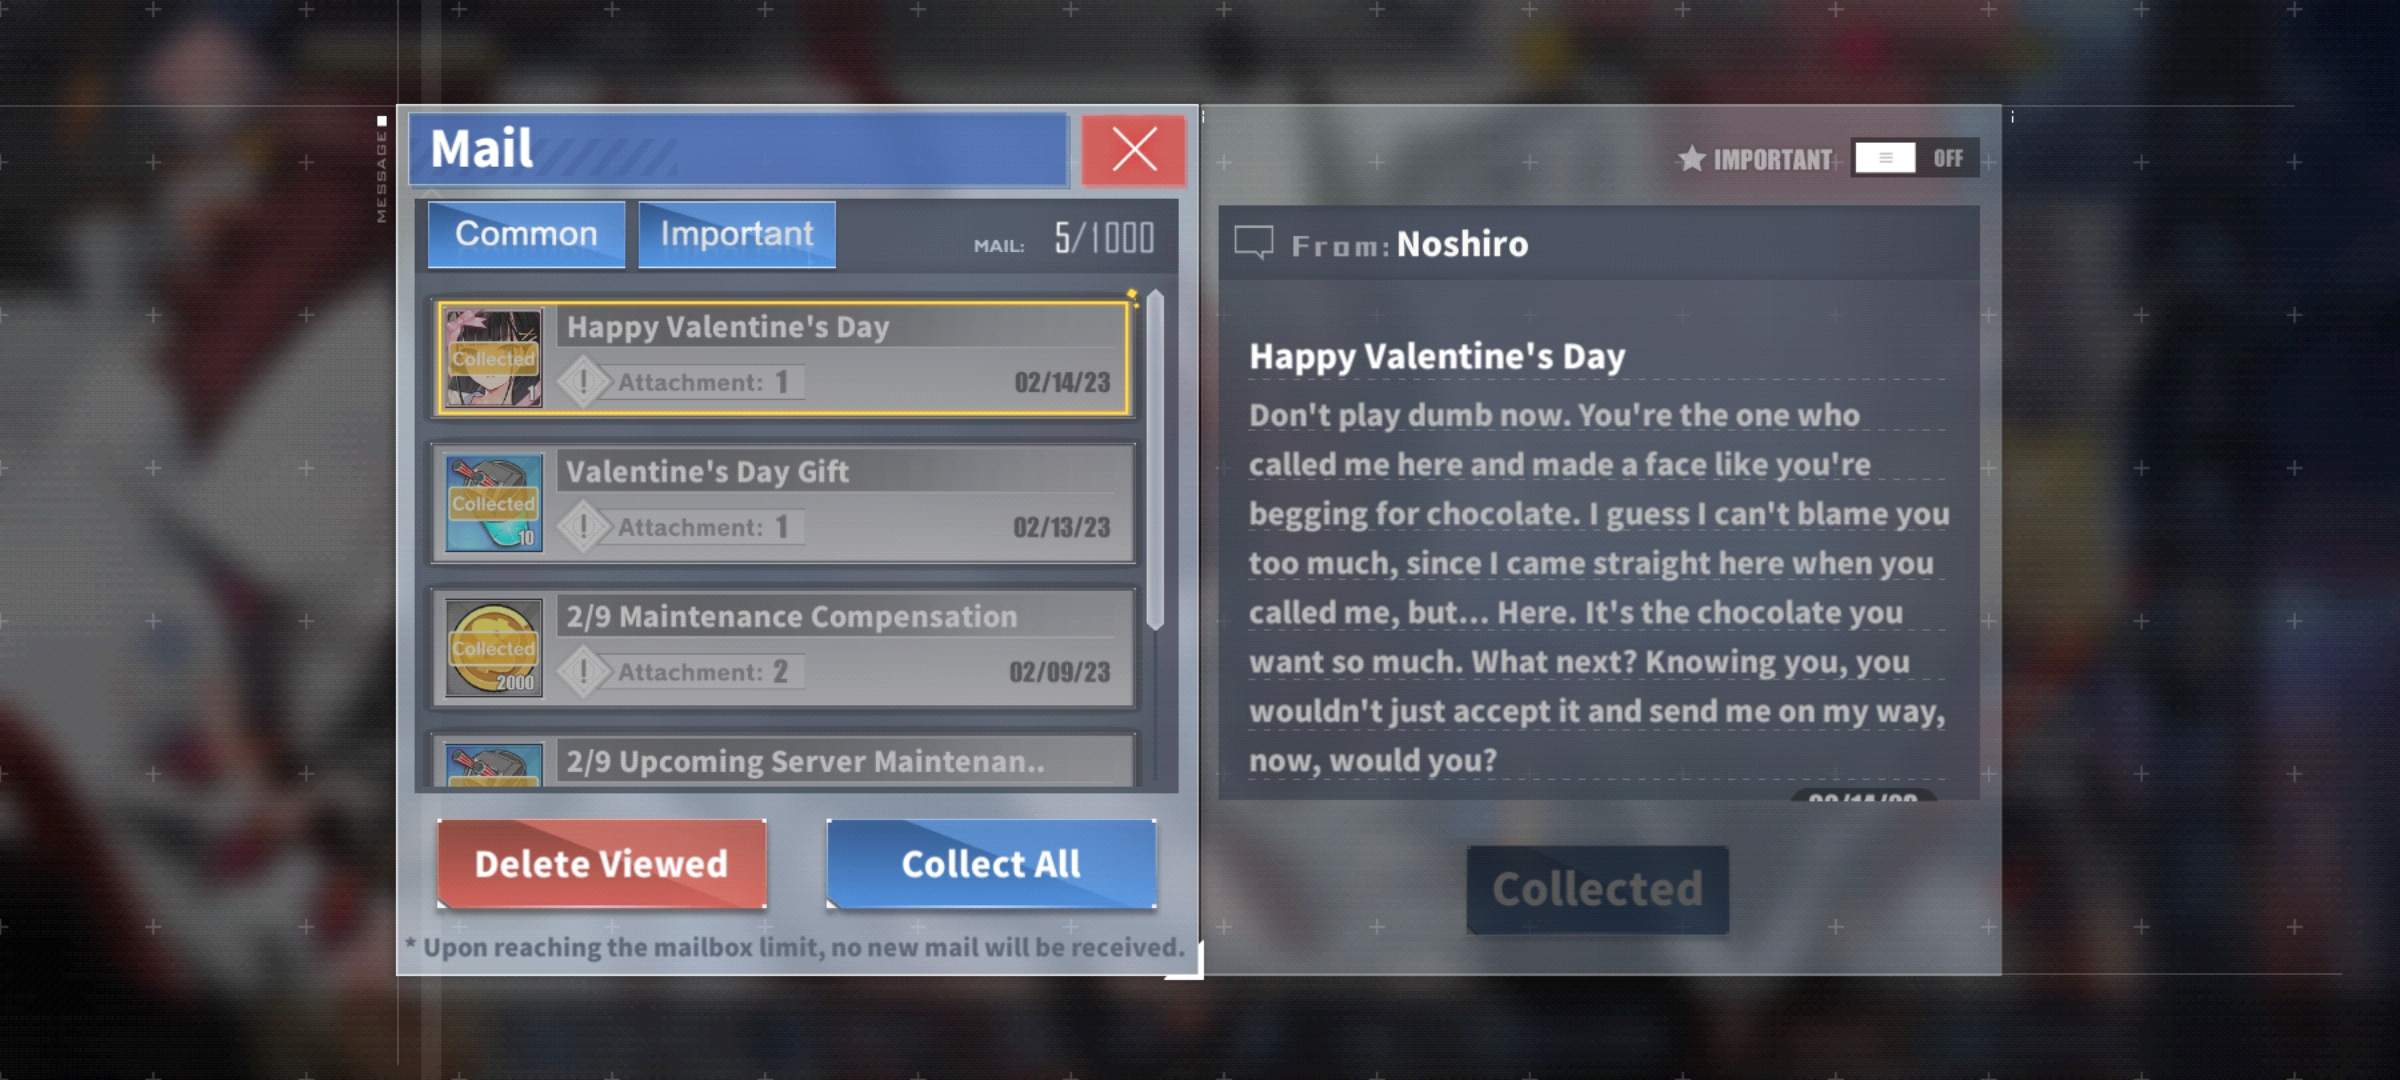 MESSAGE
Mail
Common
Important
MAIL: 5/1000
Happy Valentine's Day
Collected
1
Attachment: 1
02/14/23
Valentine's Day Gift
Collected
10
Attachment: 1
02/13/23
2/9 Maintenance Compensation
Collected
2000
Attachment: 2
02/09/23
2/9 Upcoming Server Maintenan..
Delete Viewed
Collect All
* Upon reaching the mailbox limit, no new mail will be received.
IMPORTANT
OFF
From: Noshiro
Happy Valentine's Day
Don't play dumb now. You're the one who
called me here and made a face like you're
begging for chocolate. I guess I can't blame you
too much, since I came straight here when you
called me, but... Here. It's the chocolate you
want so much. What next? Knowing you, you
wouldn't just accept it and send me on my way,
now, would you?
Collected